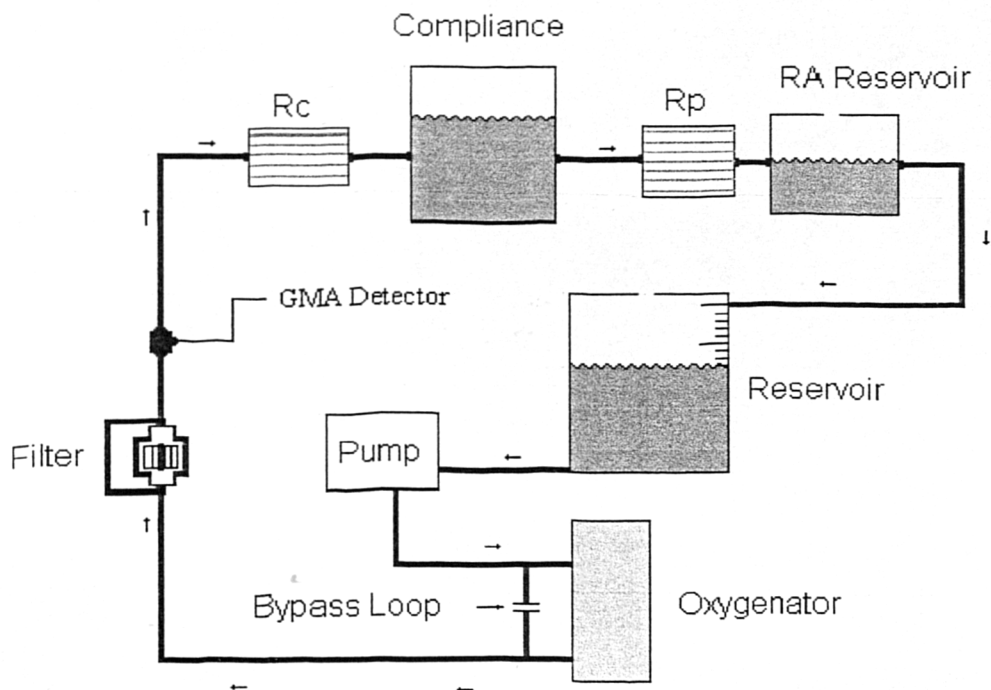 Compliance
RA Reservoir
Rc
Rp
GMA Detector
Reservoir
Filter
Pump
Bypass Loop
Oxygenator